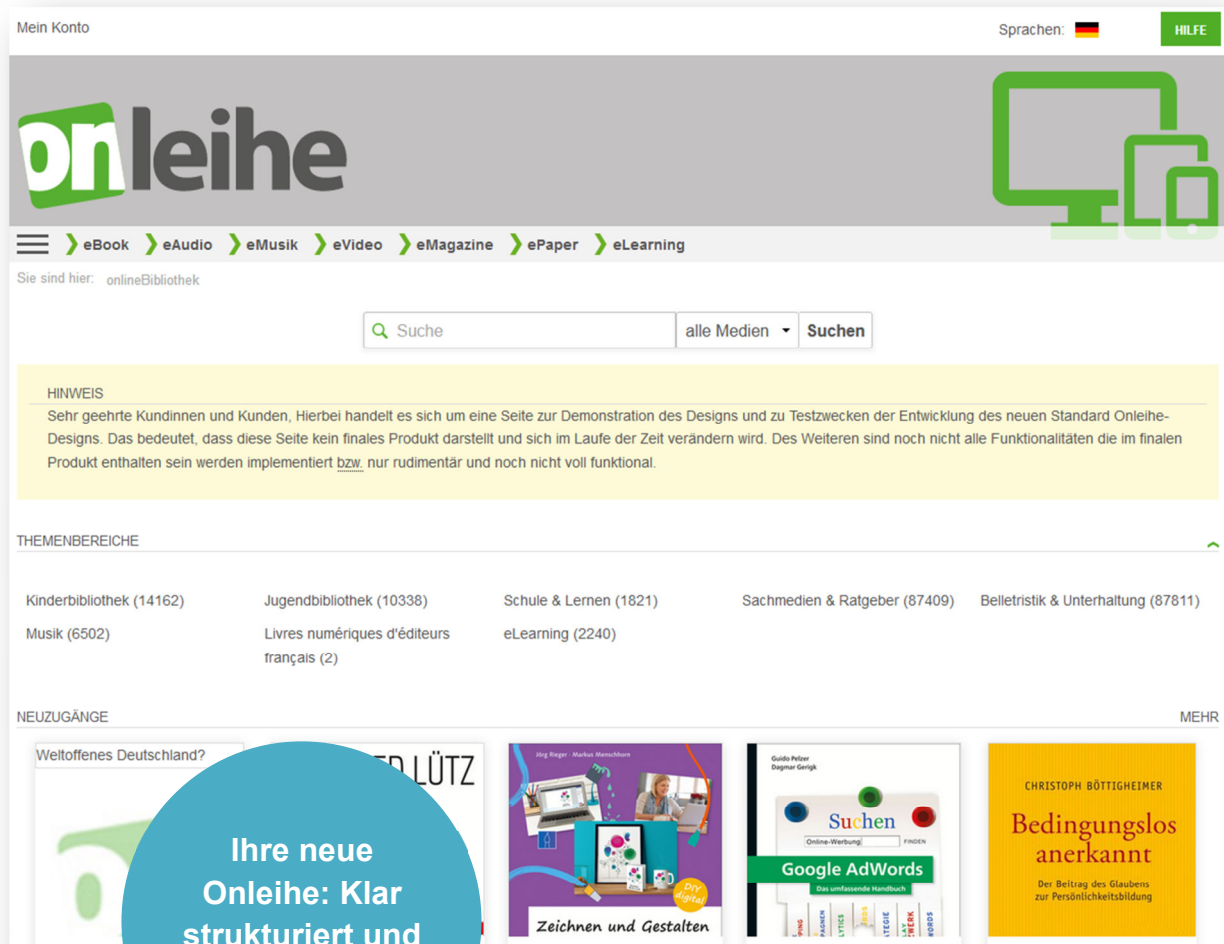 Mein Konto
Sprachen:
HILFE
onleihe
eBook eAudio eMusik eVideo eMagazine ePaper eLearning
Sie sind hier: onlineBibliothek
Suche alle Medien Suchen
HINWEIS
Sehr geehrte Kundinnen und Kunden, Hierbei handelt es sich um eine Seite zur Demonstration des Designs und zu Testzwecken der Entwicklung des neuen Standard Onleihe-
Designs. Das bedeutet, dass diese Seite kein finales Produkt darstellt und sich im Laufe der Zeit verändern wird. Des Weiteren sind noch nicht alle Funktionalitäten die im finalen
Produkt enthalten sein werden implementiert bzw. nur rudimentär und noch nicht voll funktional.
THEMENBEREICHE
Kinderbibliothek (14162) Jugendbibliothek (10338) Schule & Lernen (1821) Sachmedien & Ratgeber (87409) Belletristik & Unterhaltung (87811)
Musik (6502) Livres numériques d'éditeurs français (2) eLearning (2240)
NEUZUGÄNGE MEHR
Weltoffenes Deutschland?
LÜTZ
Ihre neue
Onleihe: Klar
strukturiert und
Jörg Rieger · Markus Menschhorn
DIY
digital
Zeichnen und Gestalten
Guido Pelzer
Dagmar Gerigk
Suchen
Online-Werbung FINDEN
Google AdWords
Das umfassende Handbuch
CHRISTOPH BÖTTIGHEIMER
Bedingungslos
anerkannt
Der Beitrag des Glaubens
zur Persönlichkeitsbildung